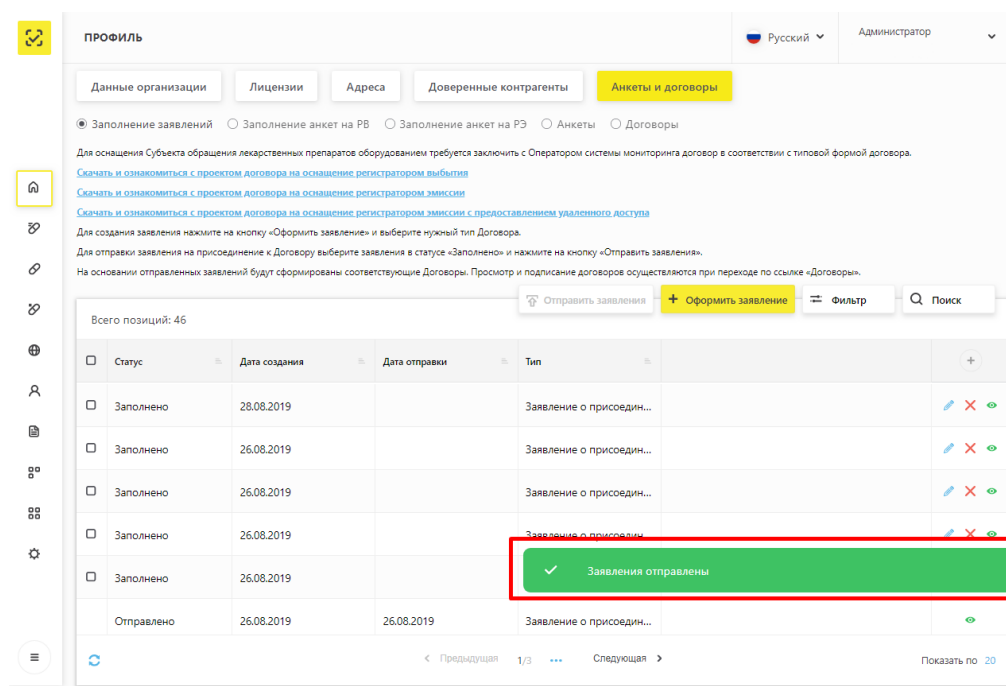 ПРОФИЛЬ
Русский
Администратор
Данные организации
Лицензии
Адреса
Доверенные контрагенты
Анкеты и договоры
Заполнение заявлений
Заполнение анкет на РВ
Заполнение анкет на РЭ
Анкеты
Договоры
Для оснащения Субъекта обращения лекарственных препаратов оборудованием требуется заключить с Оператором системы мониторинга договор в соответствии с типовой формой договора.
Скачать и ознакомиться с проектом договора на оснащение регистратором выбытия
Скачать и ознакомиться с проектом договора на оснащение регистратором эмиссии
Скачать и ознакомиться с проектом договора на оснащение регистратором эмиссии с предоставлением удаленного доступа
Для создания заявления нажмите на кнопку «Оформить заявление» и выберите нужный тип Договора.
Для отправки заявления на присоединение к Договору выберите заявления в статусе «Заполнено» и нажмите на кнопку «Отправить заявления».
На основании отправленных заявлений будут сформированы соответствующие Договоры. Просмотр и подписание договоров осуществляются при переходе по ссылке «Договоры».
Отправить заявления
+ Оформить заявление
Фильтр
Поиск
Всего позиций: 46
Статус Дата создания Дата отправки Тип
Заполнено 28.08.2019 Заявление о присоедин...
Заполнено 26.08.2019 Заявление о присоедин...
Заполнено 26.08.2019 Заявление о присоедин...
Заполнено 26.08.2019 Заявление о присоедин...
Заполнено 26.08.2019
Заявления отправлены
Отправлено 26.08.2019 26.08.2019 Заявление о присоедин...
Предыдущая 1/3 ••• Следующая
Показать по 20